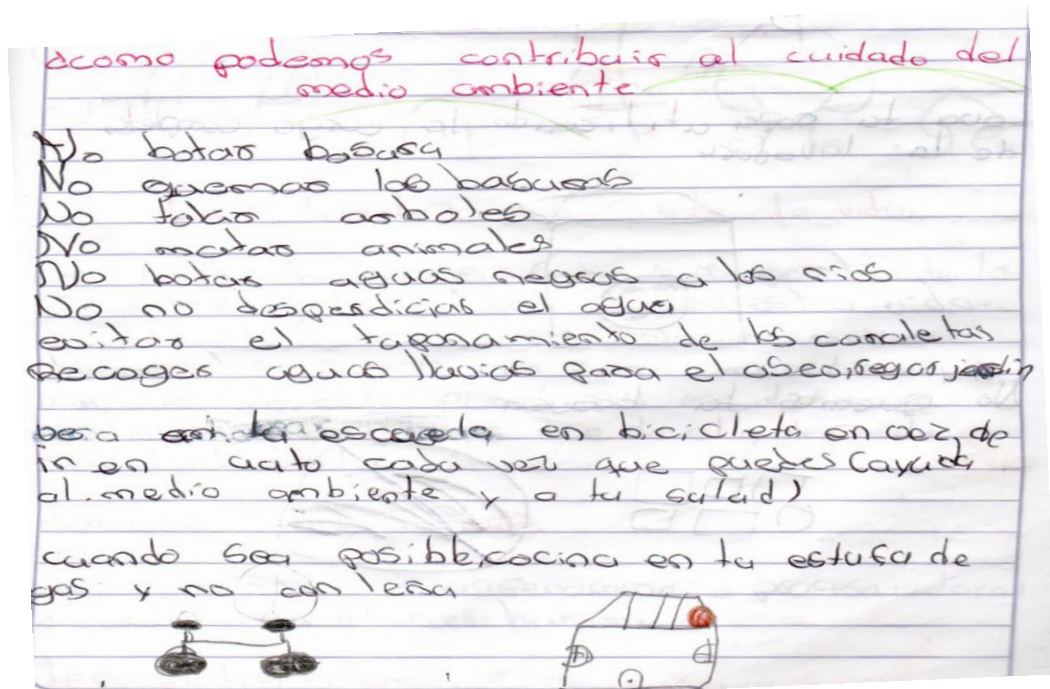 ¿como podemos contribuir al cuidado del
medio ambiente
No botar basura
No quemar las basuras
No talar arboles
No matar animales
No botar aguas negras a los rios
No no desperdiciar el agua
evitar el taponamiento de las canaletas
Recoger aguas lluvias para el aseo, regar jardin
en bicicleta en vez, de
ir en auto cada vez que puedes (ayuda
al medio ambiente y a tu salud)
cuando sea posible, cocina en tu estufa de
gas y no con leña